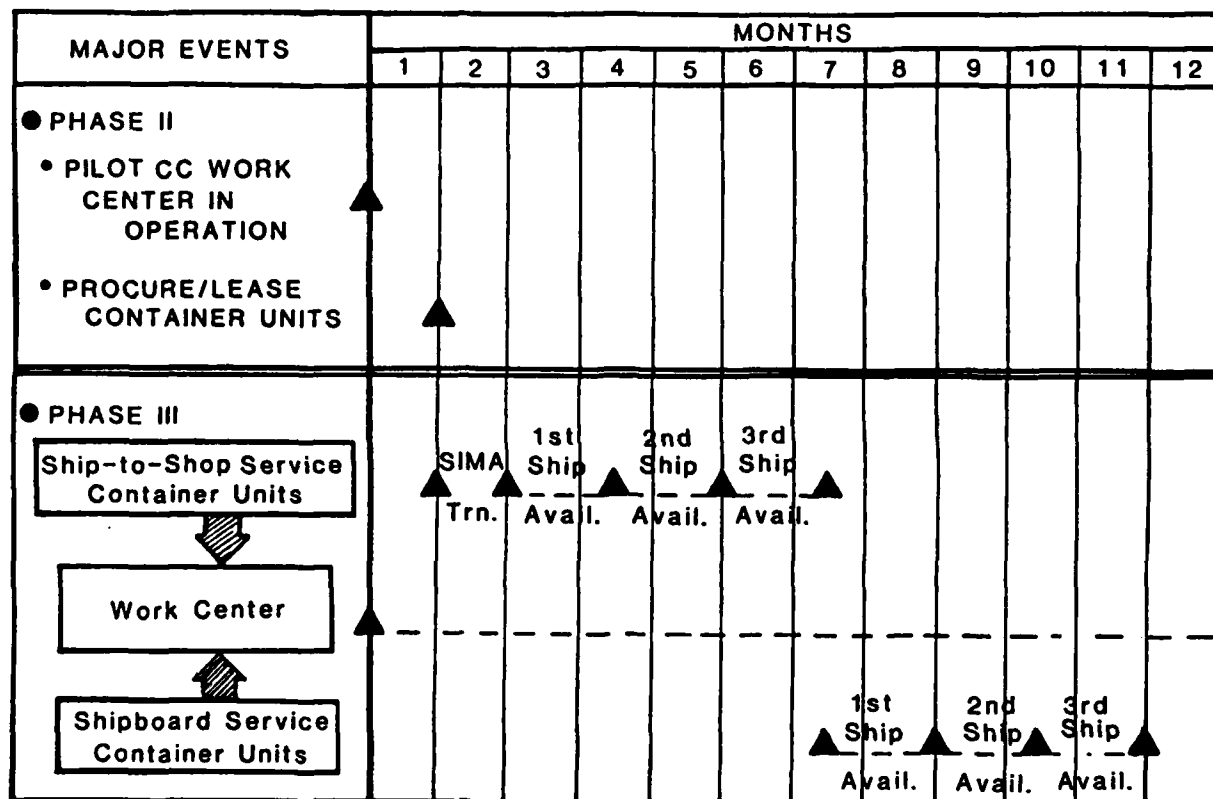 MAJOR EVENTS
MONTHS
1 2 3 4 5 6 7 8 9 10 11 12
● PHASE II
• PILOT CC WORK
CENTER IN
OPERATION
• PROCURE/LEASE
CONTAINER UNITS
● PHASE III
Ship-to-Shop Service
Container Units
SIMA
Trn.
1st
Ship
Avail.
2nd
Ship
Avail.
3rd
Ship
Avail.
Work Center
Shipboard Service
Container Units
1st
Ship
Avail.
2nd
Ship
Avail.
3rd
Ship
Avail.